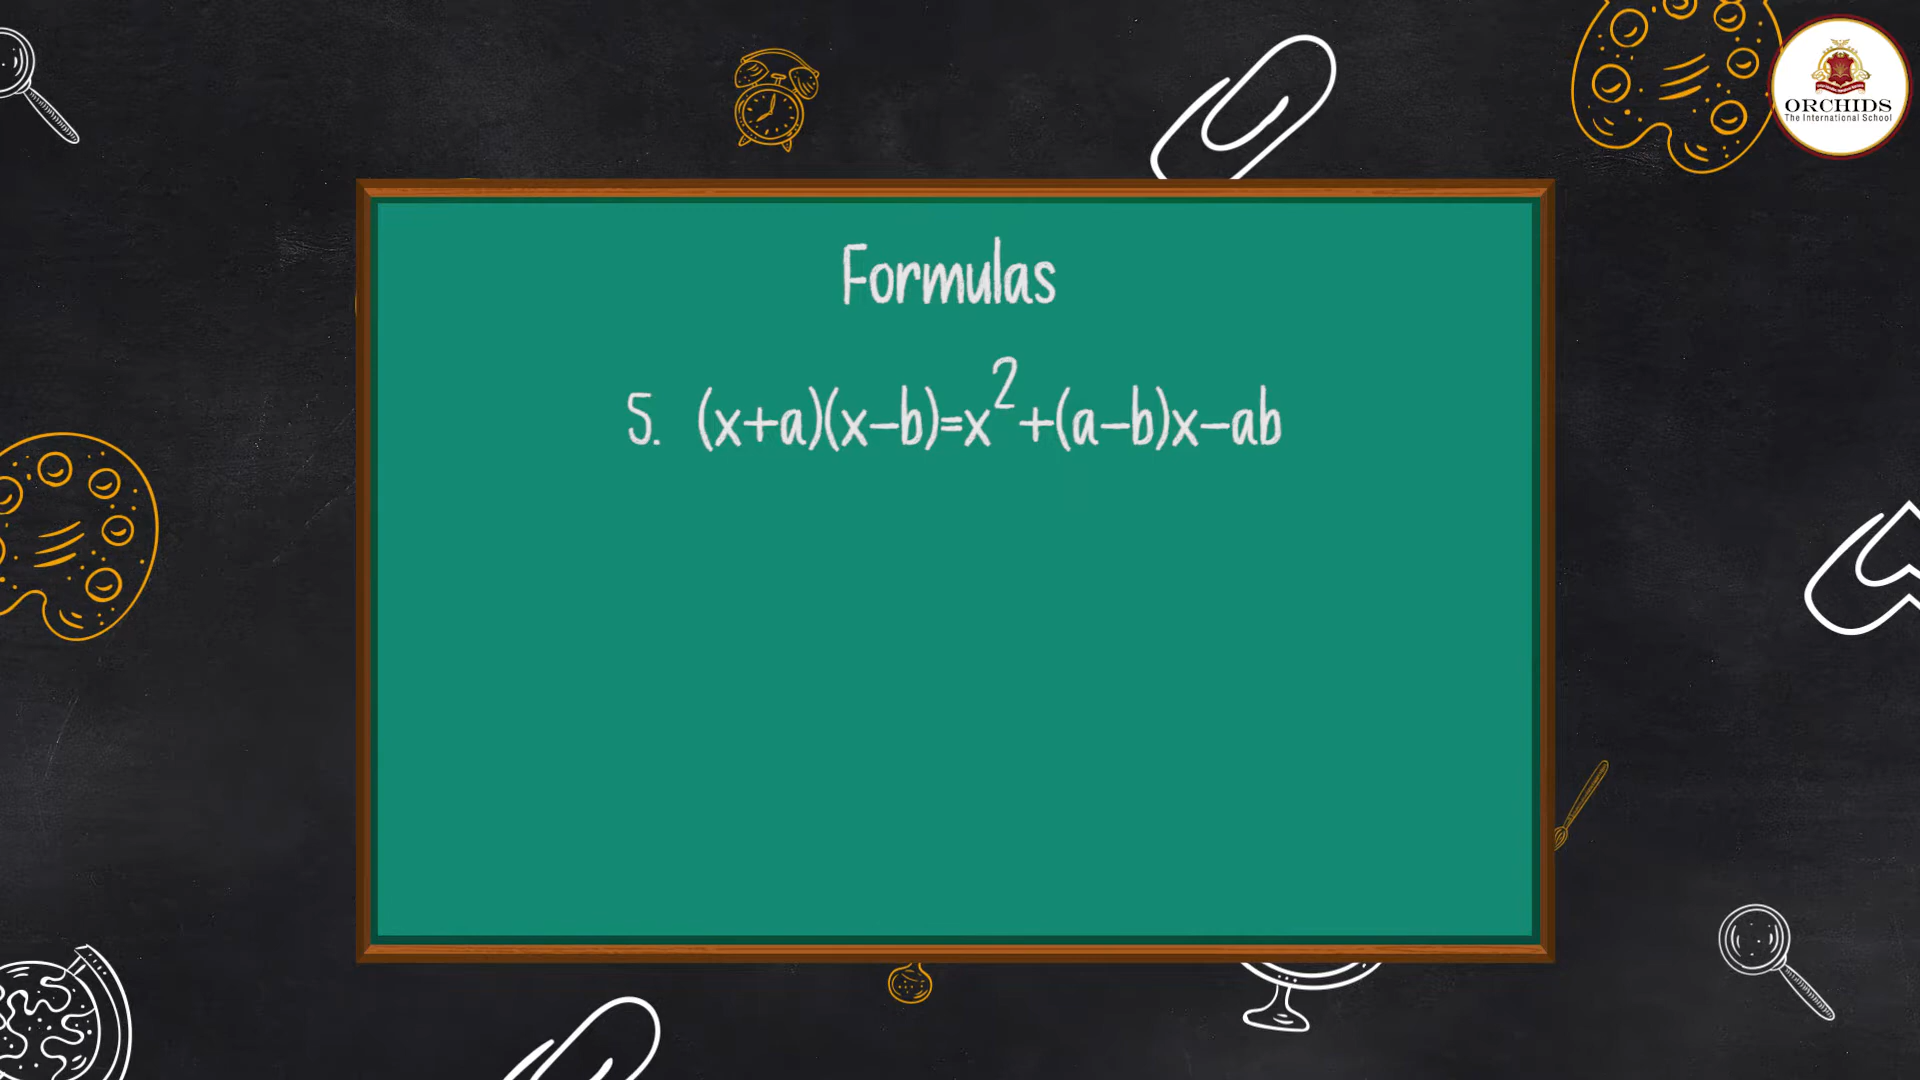 ORCHIDS
The International School
Formulas
5. (x+a)(x–b)=x²+(a–b)x–ab